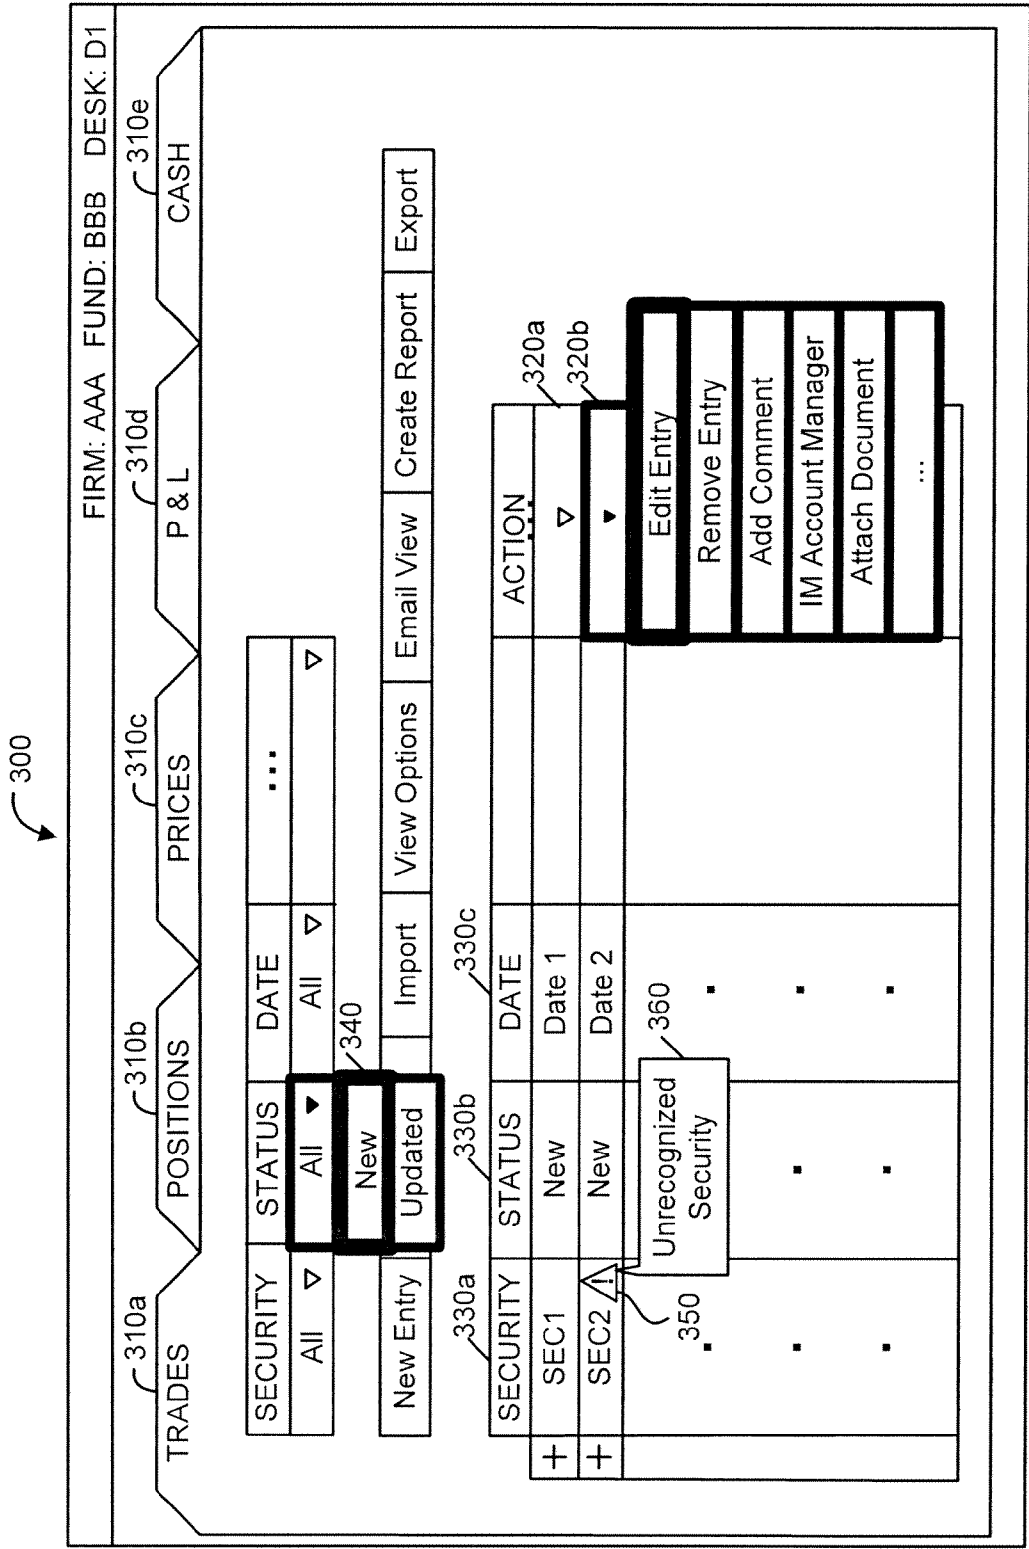 300
FIRM: AAA FUND: BBB DESK: D1
310a 310b 310c 310d 310e
TRADES POSITIONS PRICES P & L CASH
SECURITY STATUS DATE ...
All All All
340
New
Updated
New Entry Import View Options Email View Create Report Export
330a 330b 330c
SECURITY STATUS DATE ACTION
...
+ SEC1 New Date 1 320a
+ SEC2 ! New Date 2 320b
350
Unrecognized
Security
360
Edit Entry
Remove Entry
Add Comment
IM Account Manager
Attach Document
...